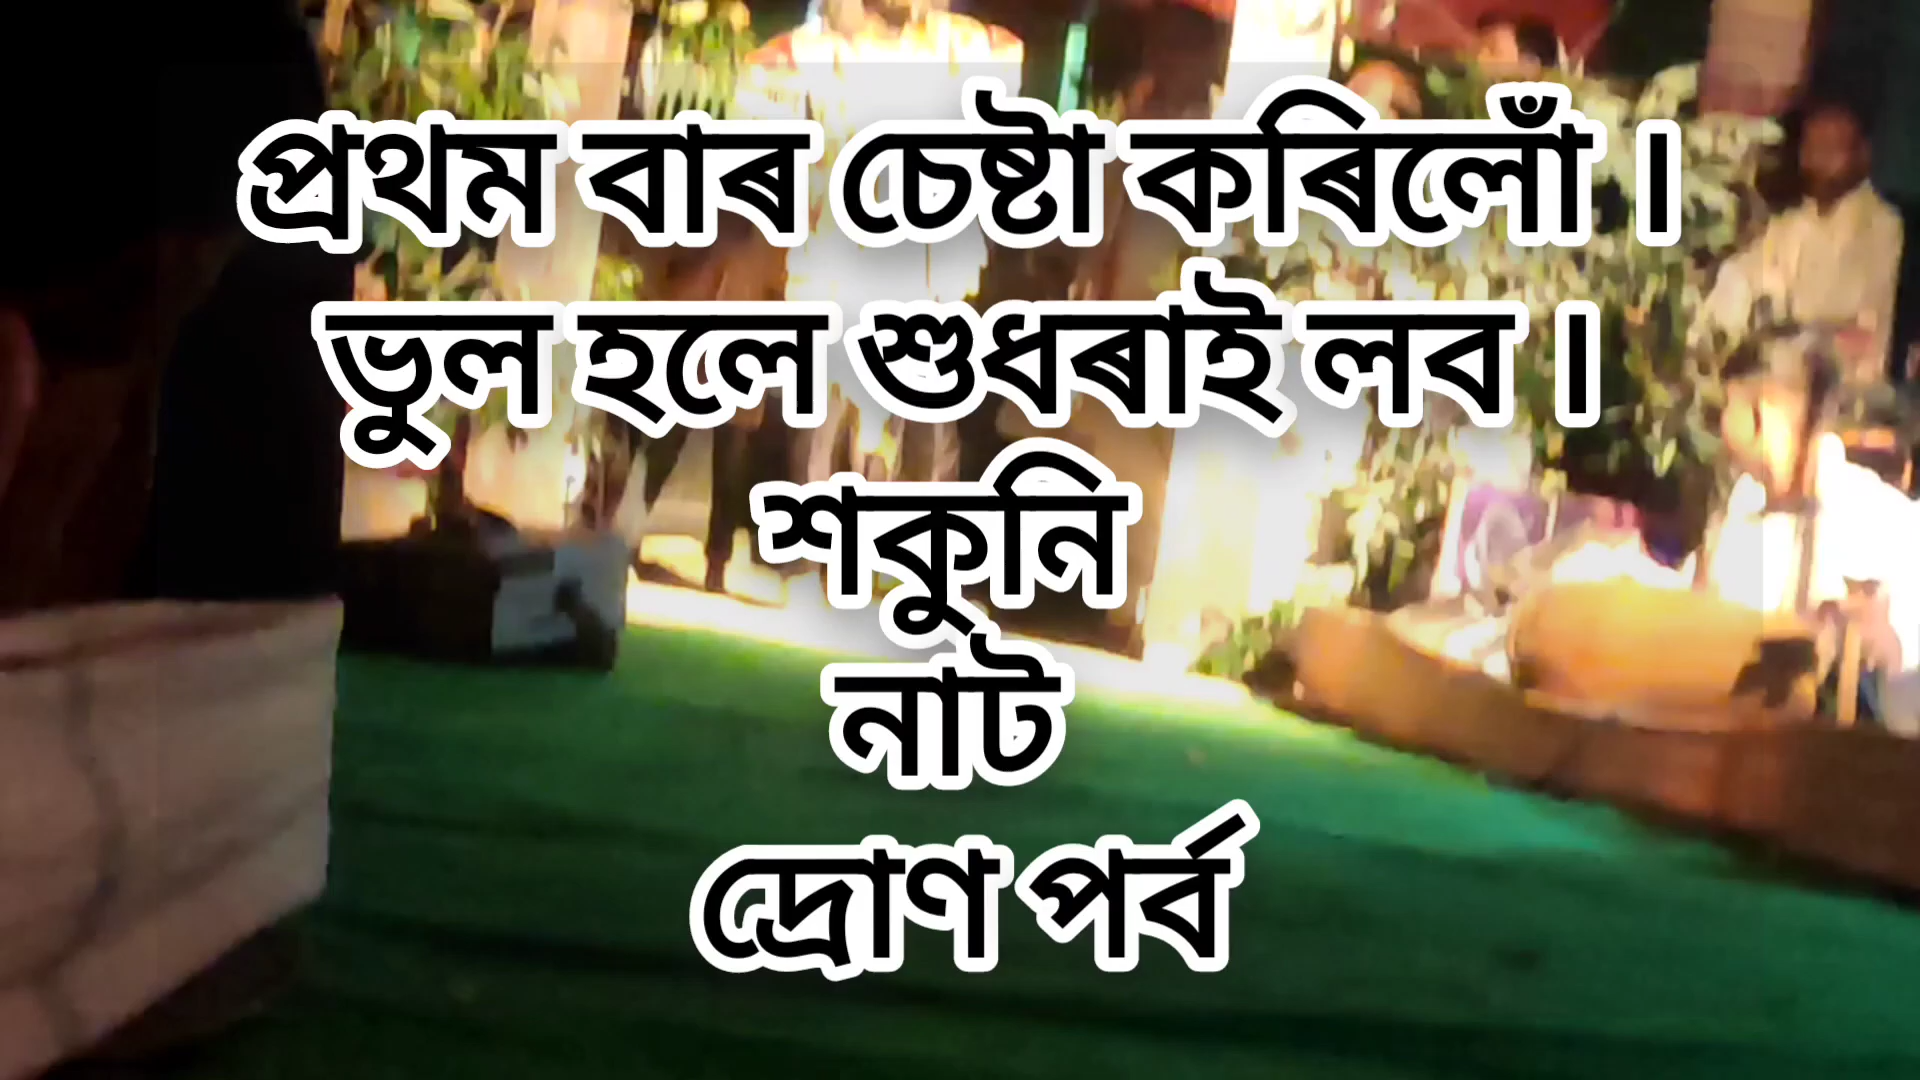 প্ৰথম বাৰ চেষ্টা কৰিলোঁ ।
ভুল হলে শুধৰাই লব ।
শকুনি
নাট
দ্ৰোণ পৰ্ব